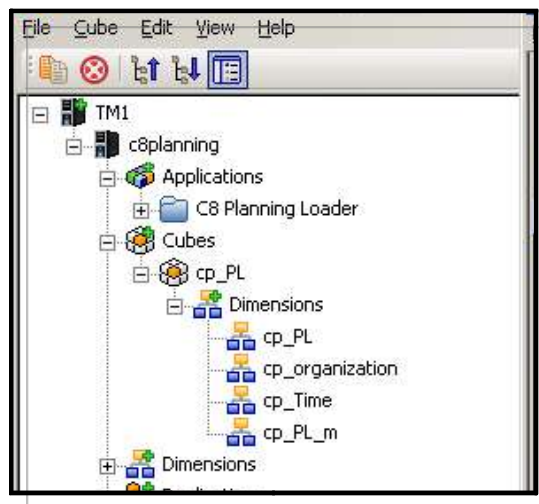 File Cube Edit View Help
TM1
c8planning
Applications
C8 Planning Loader
Cubes
cp_PL
Dimensions
cp_PL
cp_organization
cp_Time
cp_PL_m
Dimensions